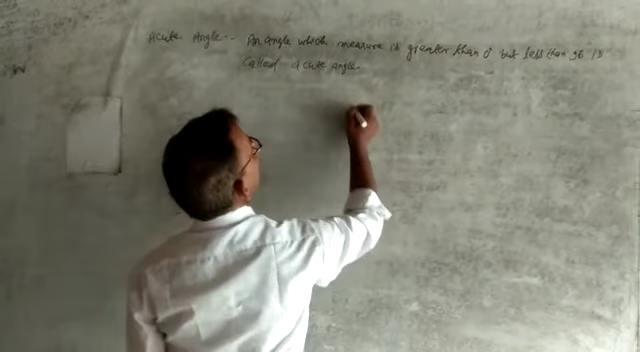 Acute Angle:- An angle which measure is greater than 0° but less than 90° is
called acute angle